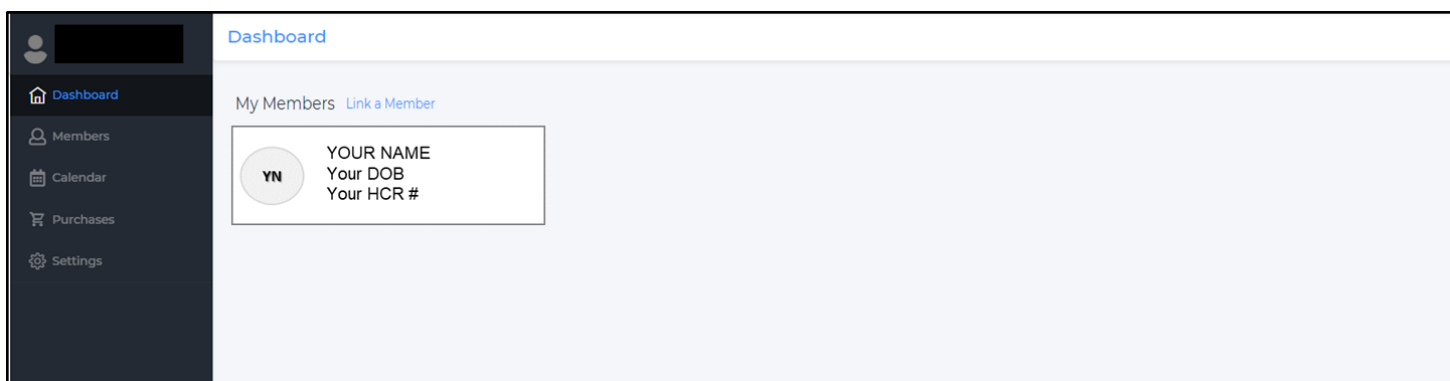 Dashboard
Dashboard
Members
Calendar
Purchases
Settings
My Members Link a Member
YN
YOUR NAME
Your DOB
Your HCR #